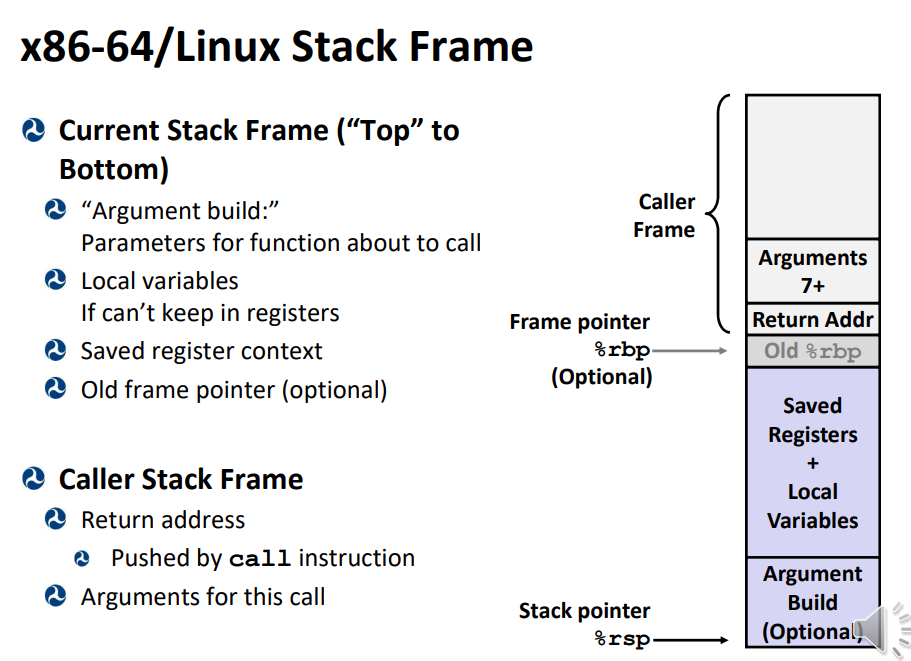 x86-64/Linux Stack Frame
Current Stack Frame (“Top” to
Bottom)
“Argument build:”
Parameters for function about to call
Local variables
If can’t keep in registers
Saved register context
Old frame pointer (optional)
Caller Stack Frame
Return address
Pushed by call instruction
Arguments for this call
Caller
Frame
Frame pointer
%rbp
(Optional)
Stack pointer
%rsp
Arguments
7+
Return Addr
Old %rbp
Saved
Registers
+
Local
Variables
Argument
Build
(Optional)